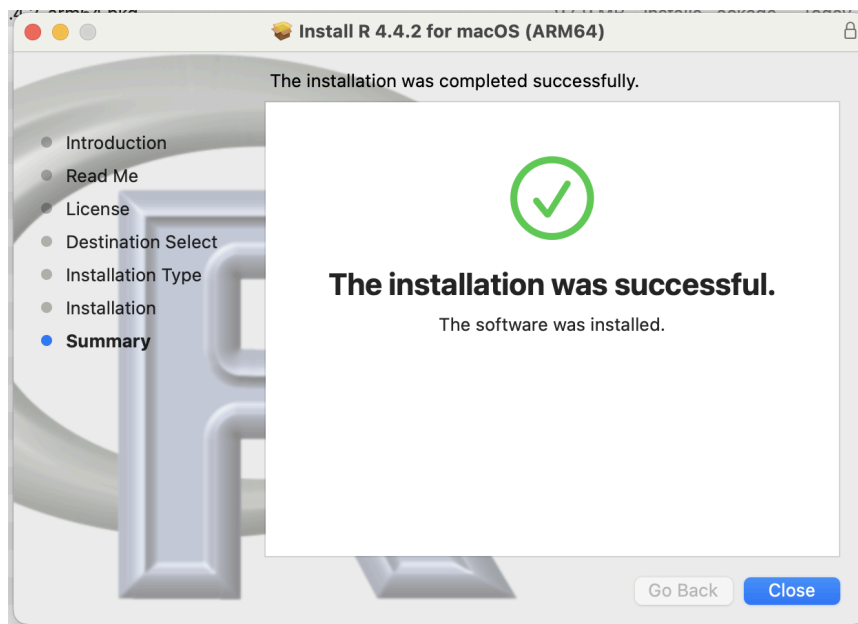 Install R 4.4.2 for macOS (ARM64)
The installation was completed successfully.
Introduction
Read Me
License
Destination Select
Installation Type
Installation
Summary
The installation was successful.
The software was installed.
Go Back
Close